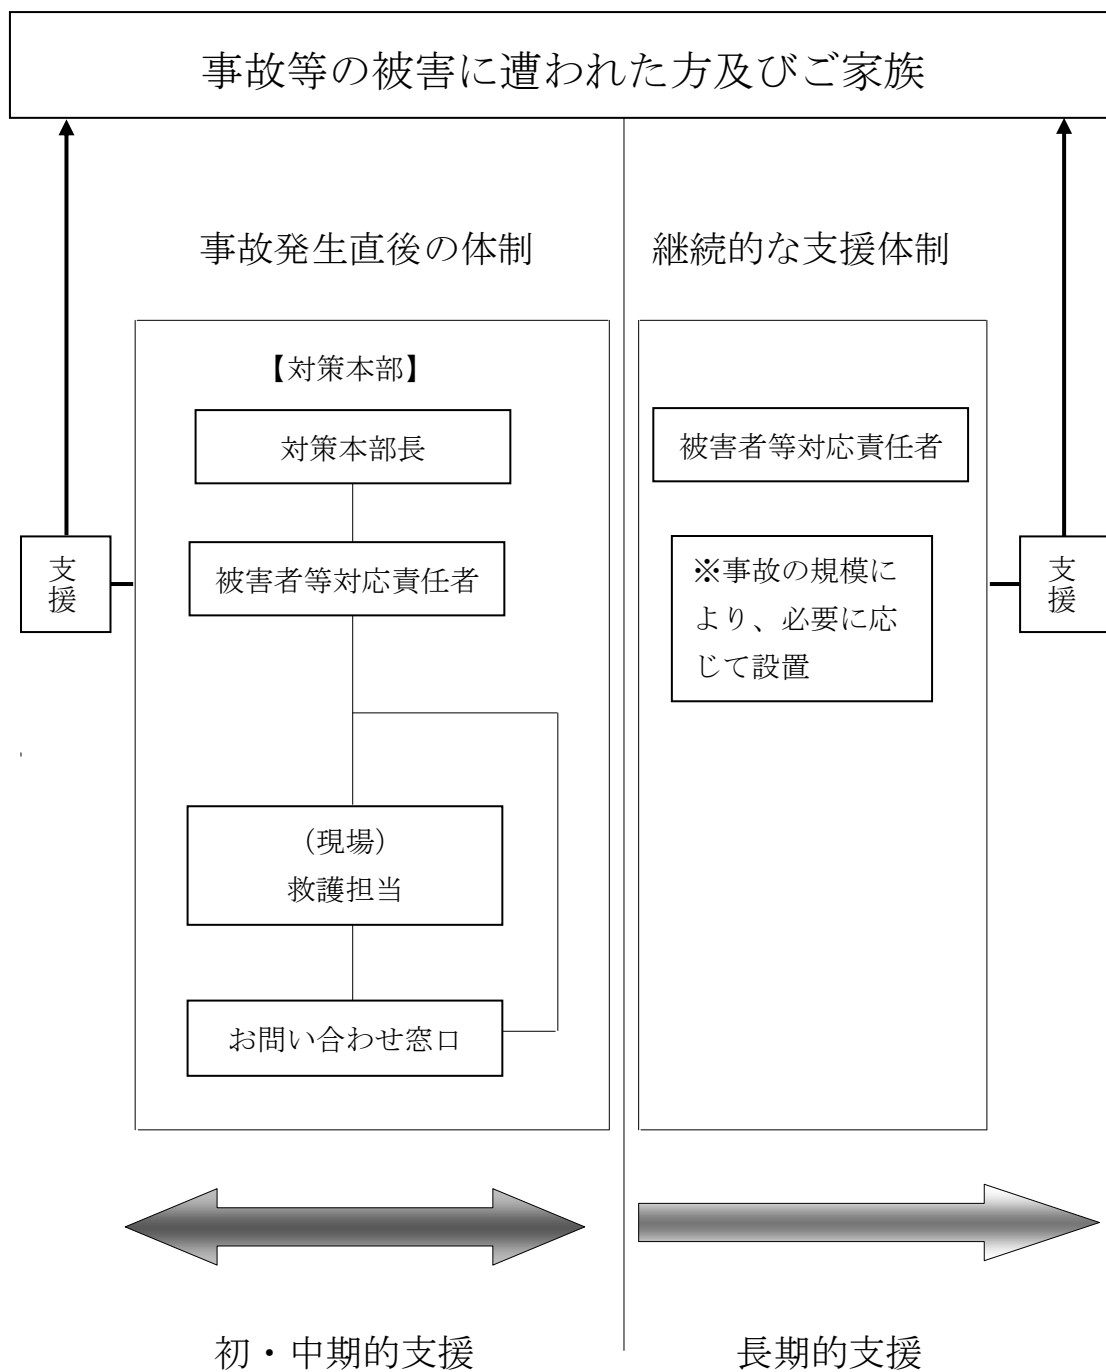 事故等の被害に遭われた方及びご家族
事故発生直後の体制
【対策本部】
対策本部長
被害者等対応責任者
支援
(現場)
救護担当
お問い合わせ窓口
初・中期的支援
継続的な支援体制
被害者等対応責任者
※事故の規模に
より、必要に応
じて設置
支援
長期的支援